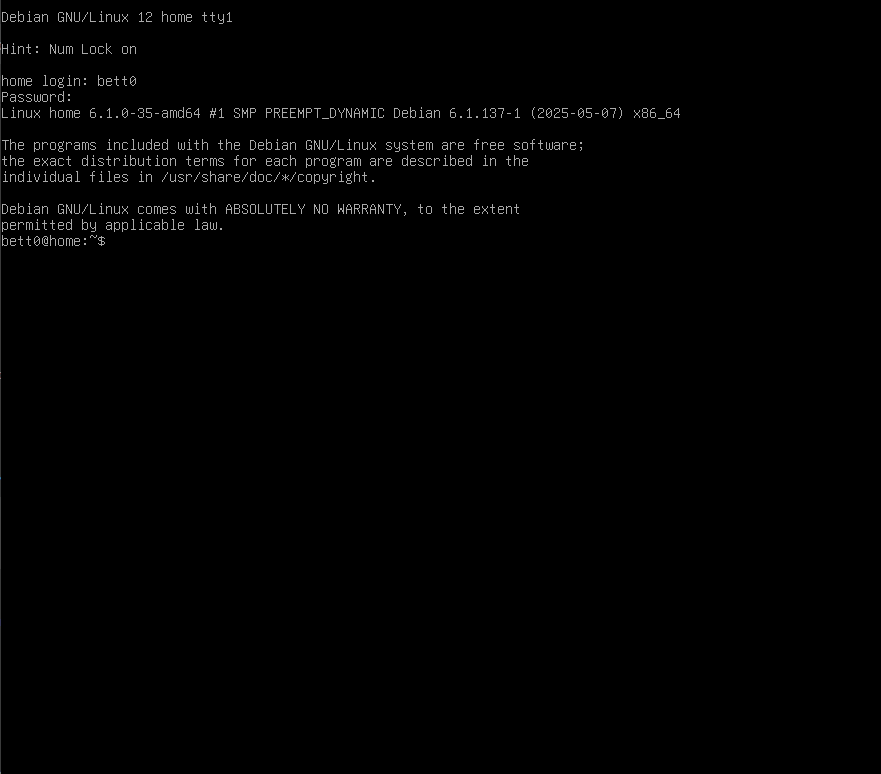 Debian GNU/Linux 12 home tty1
Hint: Num Lock on
home login: bett0
Password:
Linux home 6.1.0-35-amd64 #1 SMP PREEMPT_DYNAMIC Debian 6.1.137-1 (2025-05-07) x86_64
The programs included with the Debian GNU/Linux system are free software;
the exact distribution terms for each program are described in the
individual files in /usr/share/doc/*/copyright.
Debian GNU/Linux comes with ABSOLUTELY NO WARRANTY, to the extent
permitted by applicable law.
bett0@home:~$